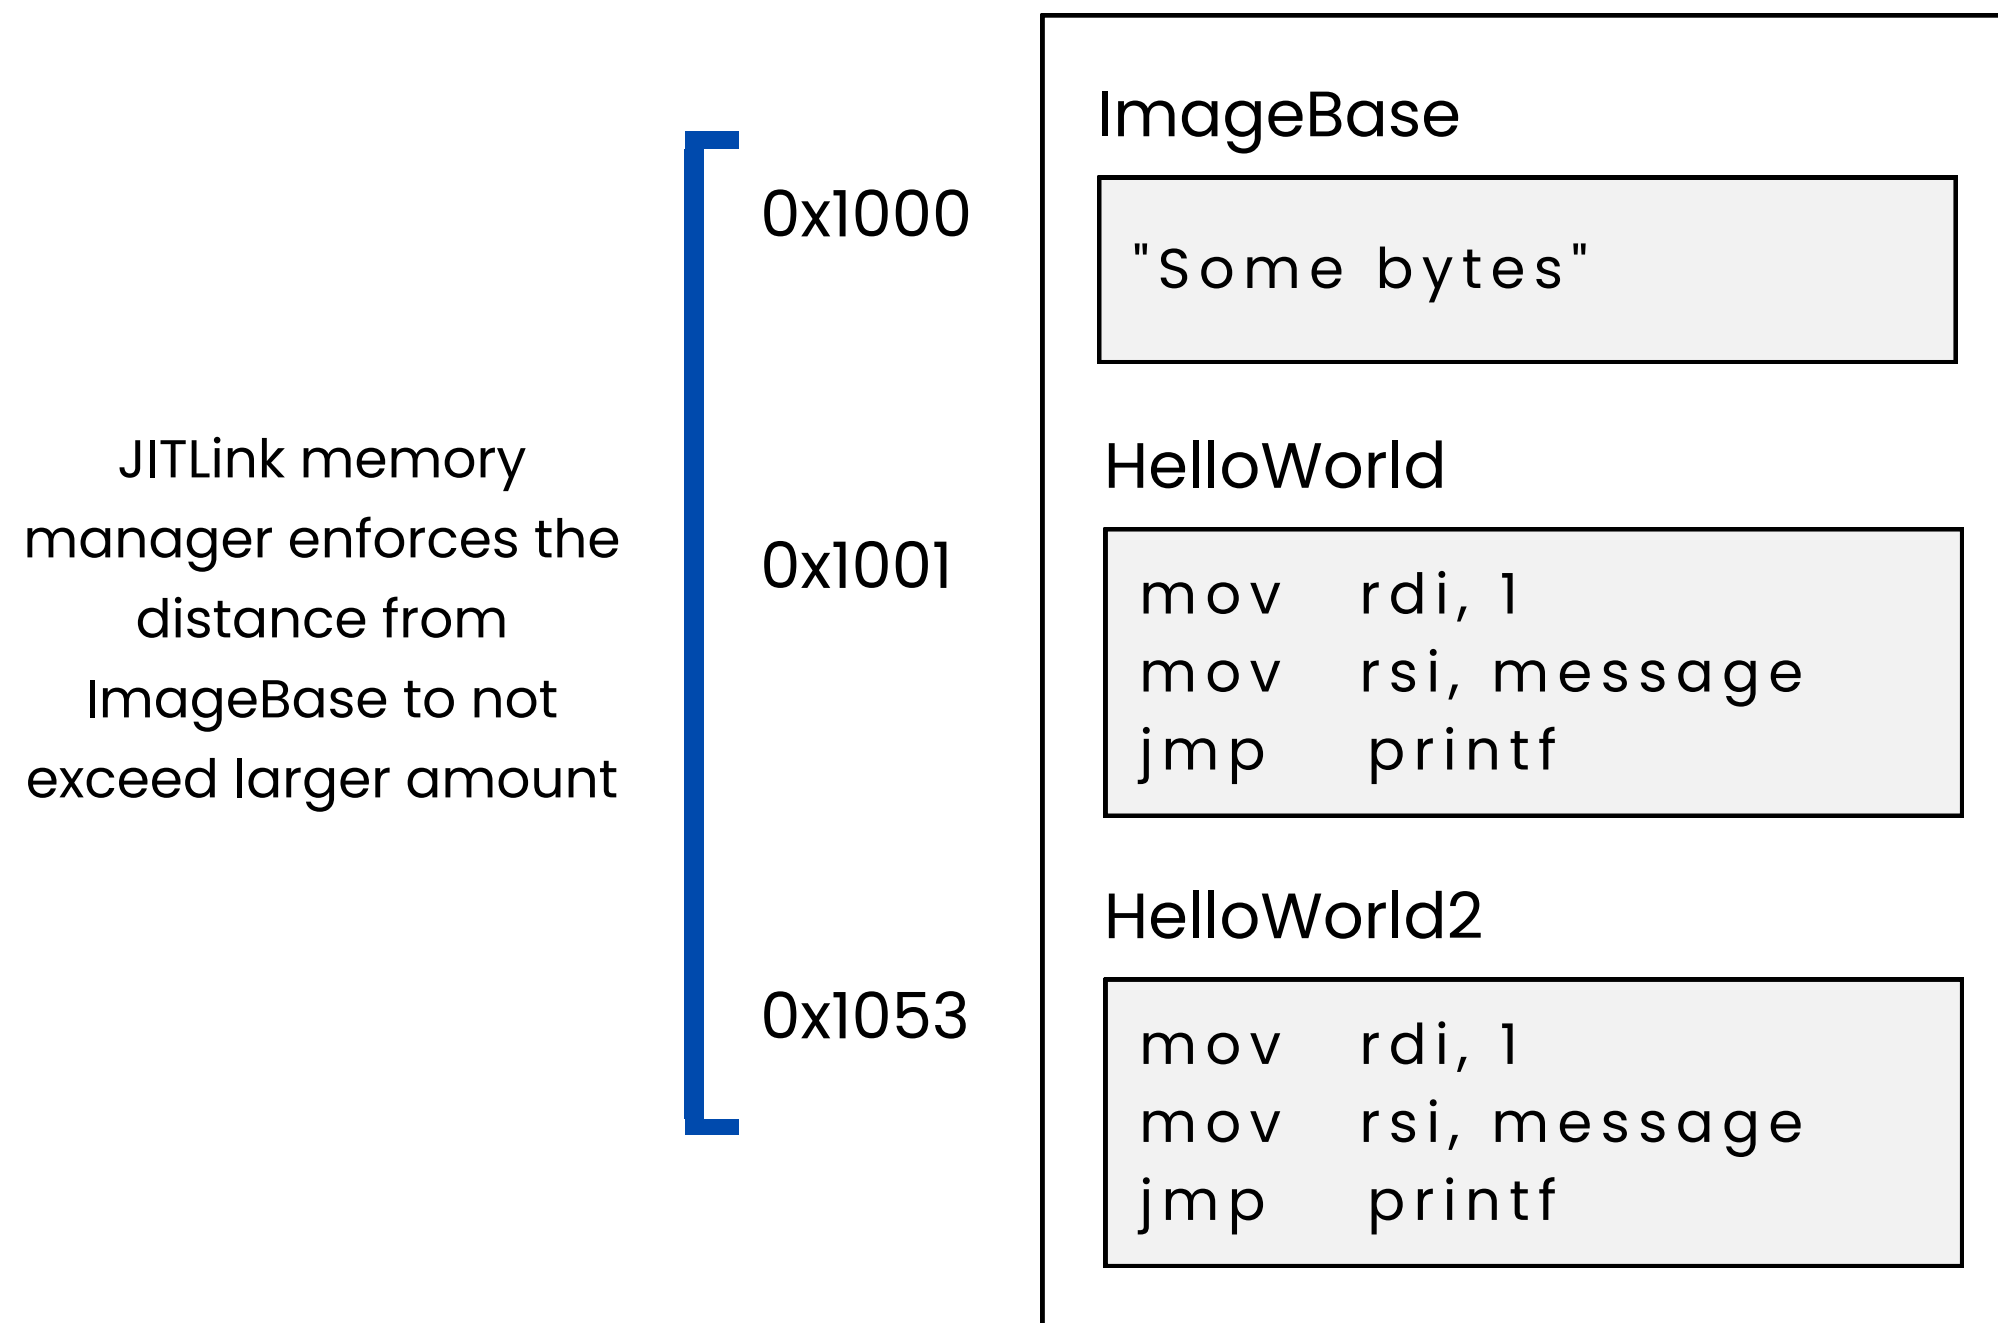 JITLink memory
manager enforces the
distance from
ImageBase to not
exceed larger amount
0x1000
0x1001
0x1053
ImageBase
"Some bytes"
HelloWorld
mov rdi, 1
mov rsi, message
jmp printf
HelloWorld2
mov rdi, 1
mov rsi, message
jmp printf